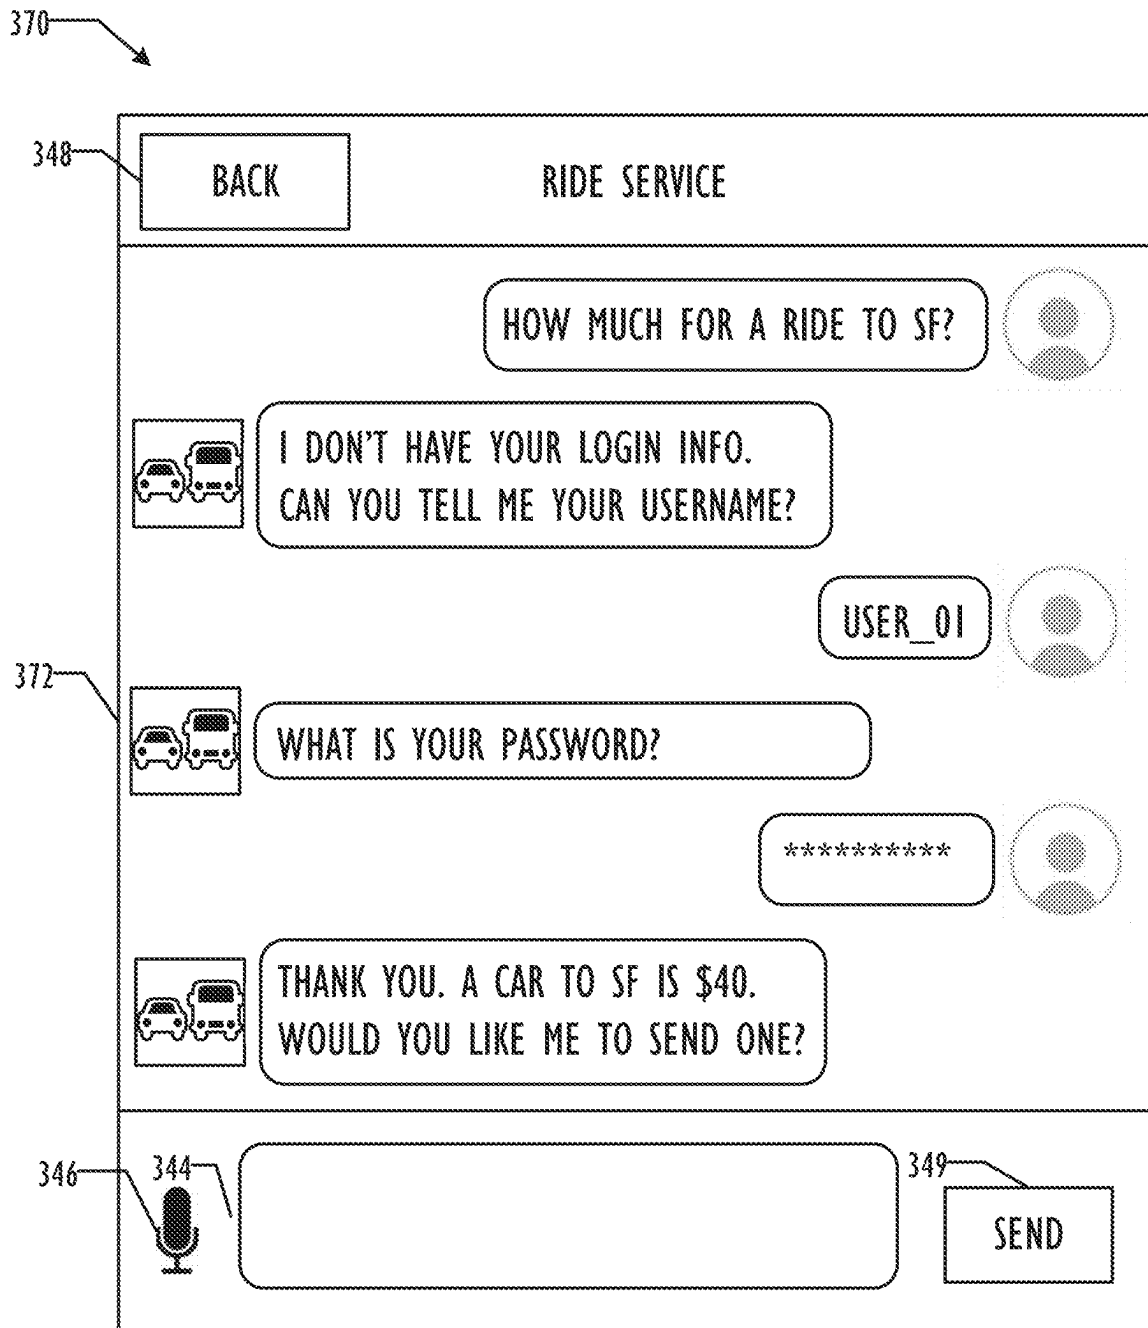 370
348
BACK
RIDE SERVICE
HOW MUCH FOR A RIDE TO SF?
I DON'T HAVE YOUR LOGIN INFO.
CAN YOU TELL ME YOUR USERNAME?
USER_01
372
WHAT IS YOUR PASSWORD?
**********
THANK YOU. A CAR TO SF IS $40.
WOULD YOU LIKE ME TO SEND ONE?
346
344
349
SEND